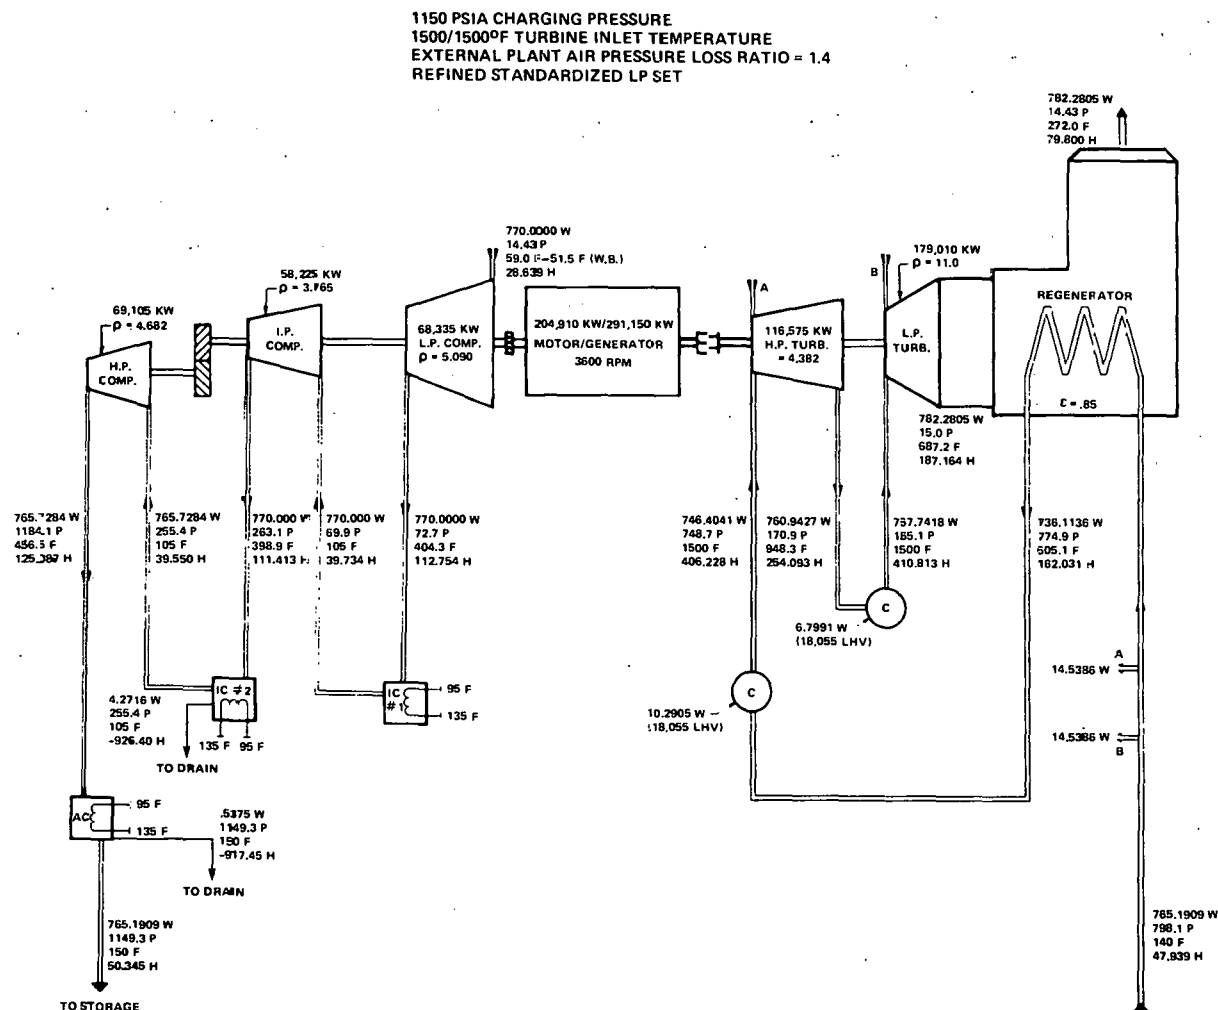 1150 PSIA CHARGING PRESSURE
1500/1500°F TURBINE INLET TEMPERATURE
EXTERNAL PLANT AIR PRESSURE LOSS RATIO = 1.4
REFINED STANDARDIZED LP SET
782.2805 W
14.43 P
272.0 F
79.800 H
770.0000 W
14.43 P
59.0 F–51.5 F (W.B.)
28.639 H
179,010 KW
ρ = 11.0
B
A
58,225 KW
ρ = 3.765
69,105 KW
ρ = 4.682
H.P.
COMP.
I.P.
COMP.
68,335 KW
L.P. COMP.
ρ = 5.090
204,910 KW/291,150 KW
MOTOR/GENERATOR
3600 RPM
116,575 KW
H.P. TURB.
= 4,382
L.P.
TURB.
REGENERATOR
ε = .85
782.2805 W
15.0 P
687.2 F
187.164 H
765.7284 W
1184.1 P
456.5 F
125.387 H
765.7284 W
255.4 P
105 F
39.550 H
770.000 W
263.1 P
398.9 F
111.413 H
770.000 W
69.9 P
105 F
39.734 H
770.0000 W
72.7 P
404.3 F
112.754 H
746.4041 W
748.7 P
1500 F
406.228 H
760.9427 W
170.9 P
948.3 F
254.093 H
767.7418 W
165.1 P
1500 F
410.813 H
736.1136 W
774.9 P
605.1 F
162.031 H
C
6.7991 W
(18,055 LHV)
C
10.2905 W –
(18,055 LHV)
A
14.5386 W
14.5386 W
B
IC #2
135 F 95 F
IC
#1
95 F
135 F
4.2716 W
255.4 P
105 F
-926.40 H
TO DRAIN
AC
95 F
135 F
.5375 W
1149.3 P
150 F
-917.45 H
TO DRAIN
765.1909 W
1149.3 P
150 F
50.345 H
TO STORAGE
765.1909 W
798.1 P
140 F
47.939 H